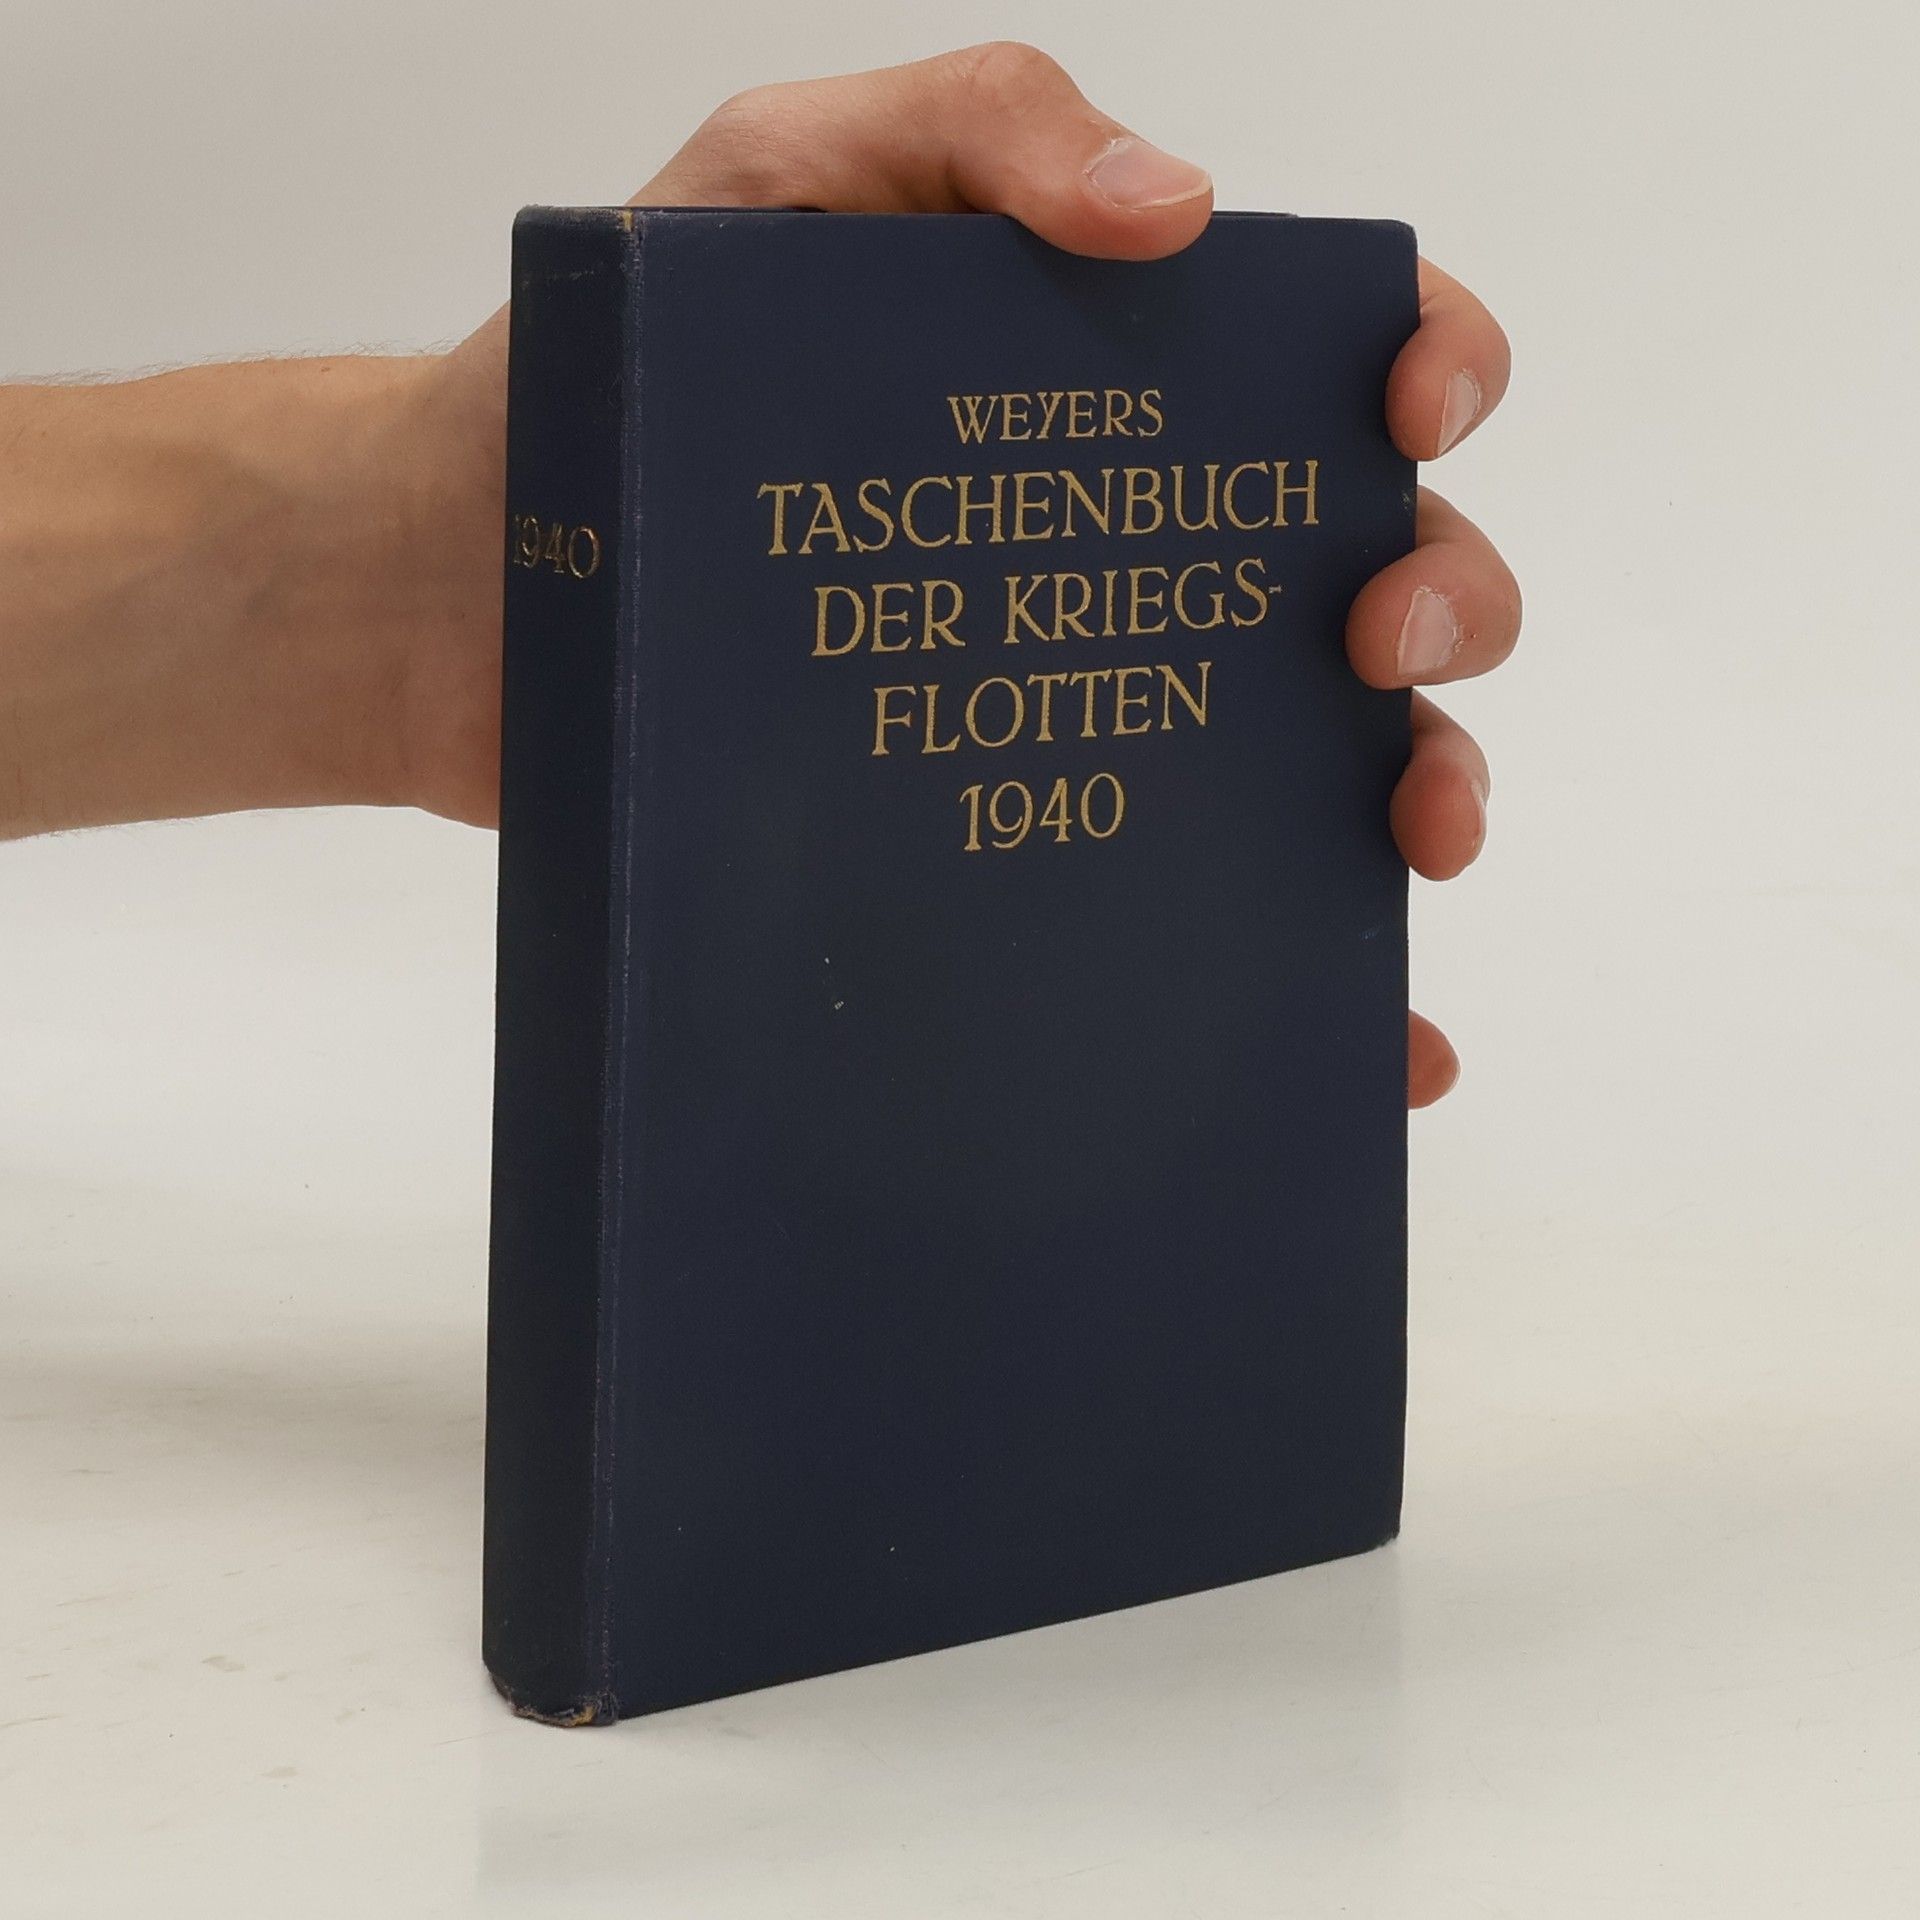 1940
WEYERS
TASCHENBUCH
DER KRIEGS-
FLOTTEN
1940